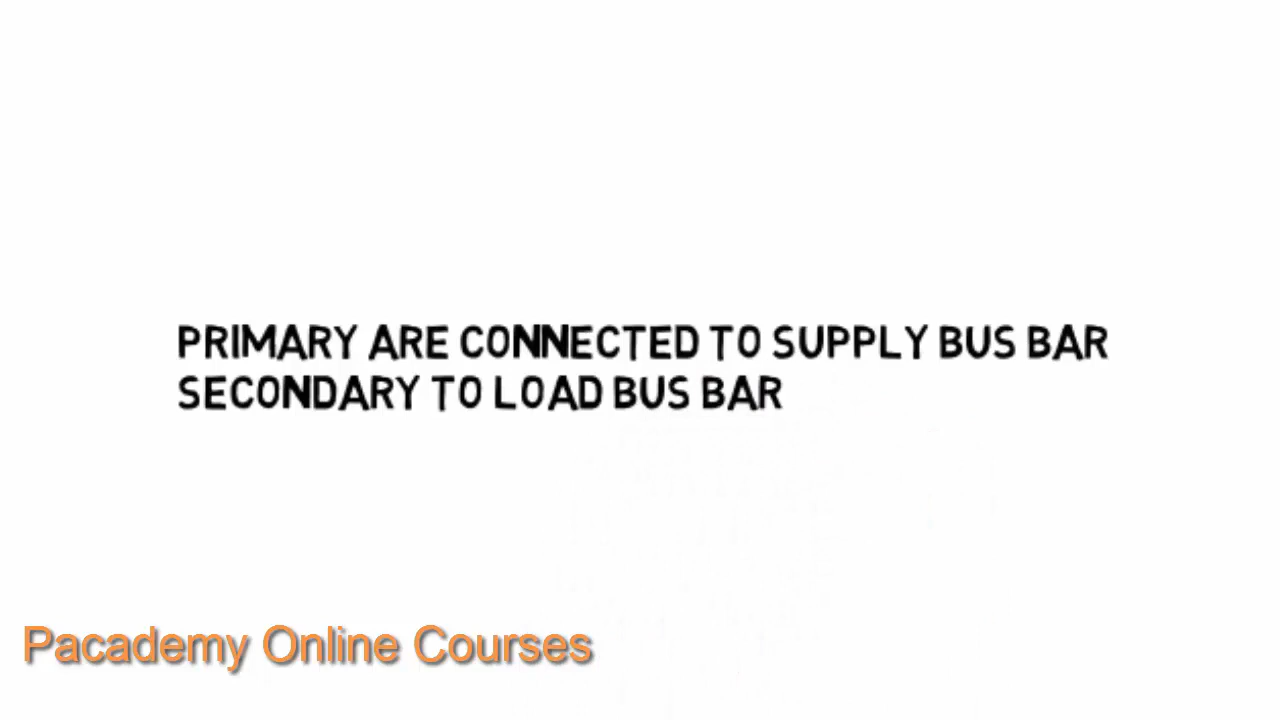 PRIMARY ARE CONNECTED TO SUPPLY BUS BAR
SECONDARY TO LOAD BUS BAR
Pacademy Online Courses